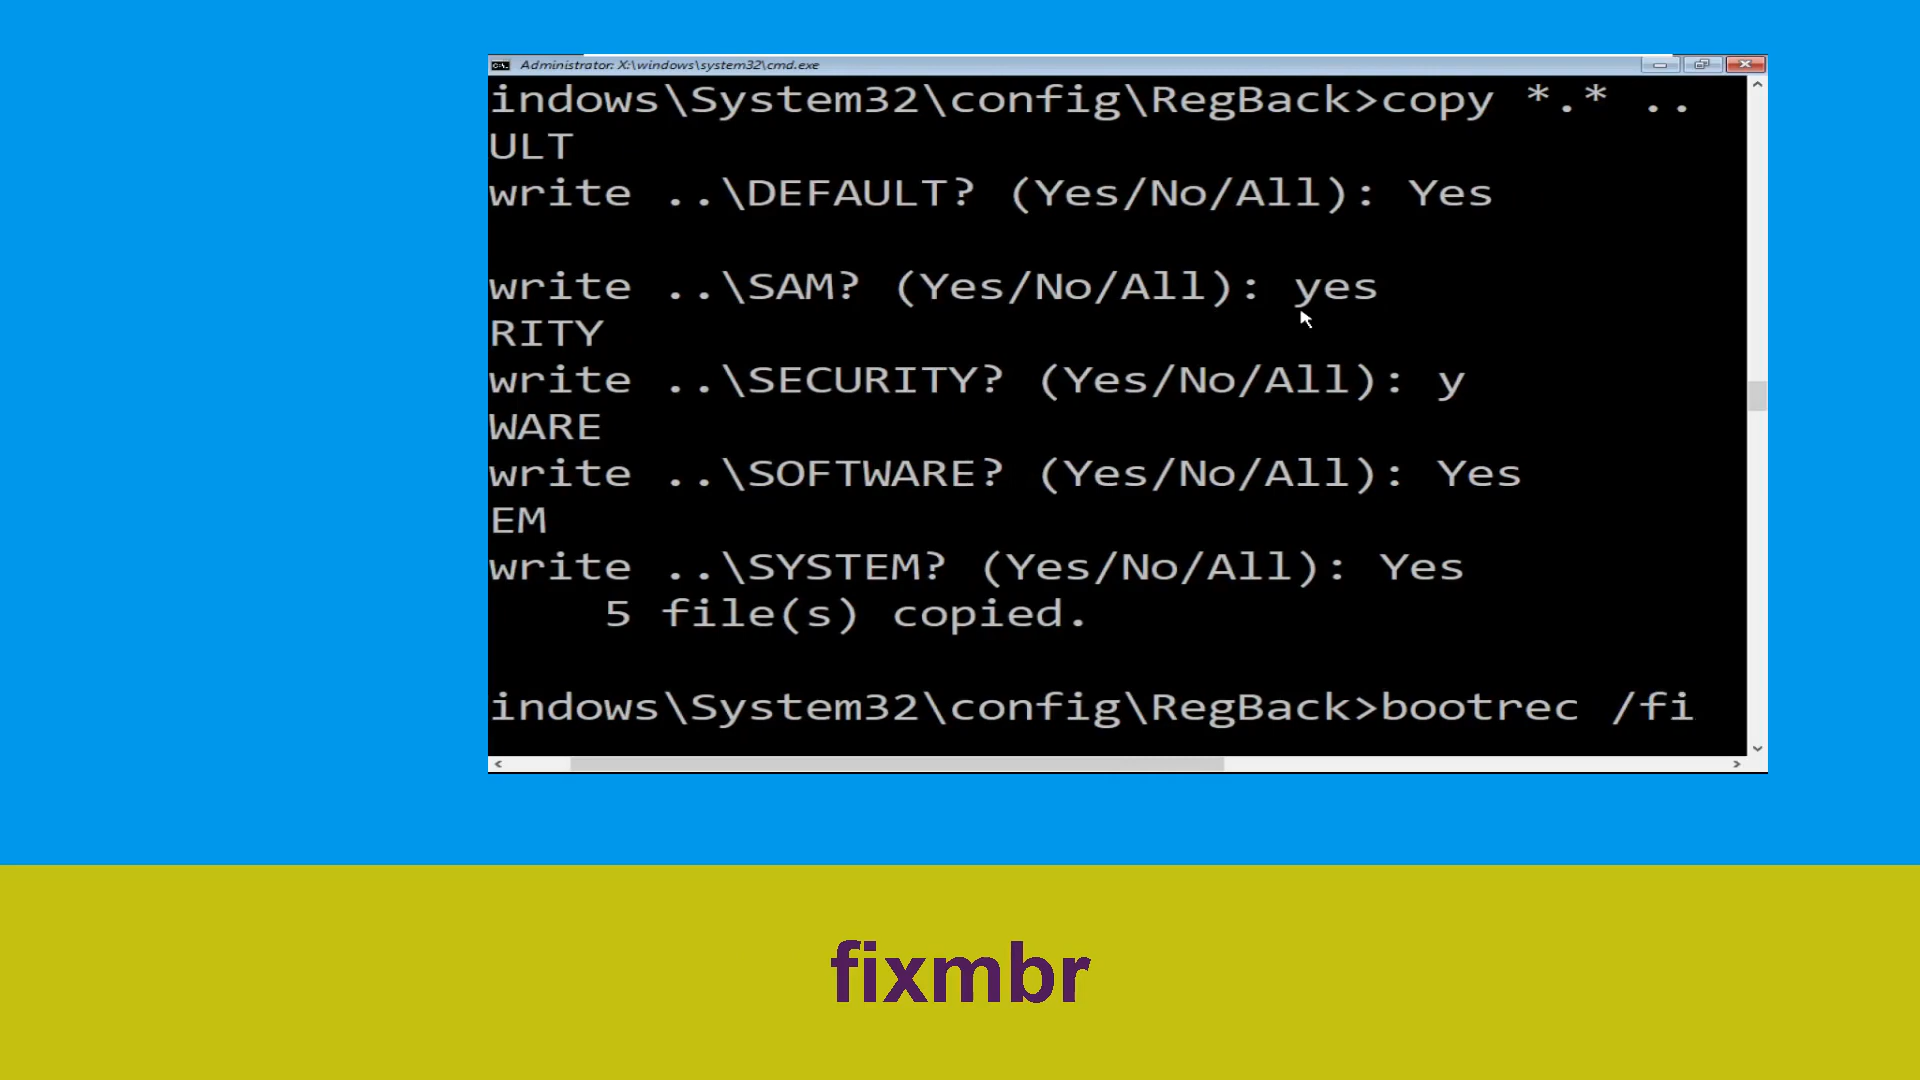 Administrator: X:\windows\system32\cmd.exe
indows\System32\config\RegBack>copy *.* ..
ULT
write ..\DEFAULT? (Yes/No/All): Yes
write ..\SAM? (Yes/No/All): yes
RITY
write ..\SECURITY? (Yes/No/All): y
WARE
write ..\SOFTWARE? (Yes/No/All): Yes
EM
write ..\SYSTEM? (Yes/No/All): Yes
5 file(s) copied.
indows\System32\config\RegBack>bootrec /fi
fixmbr